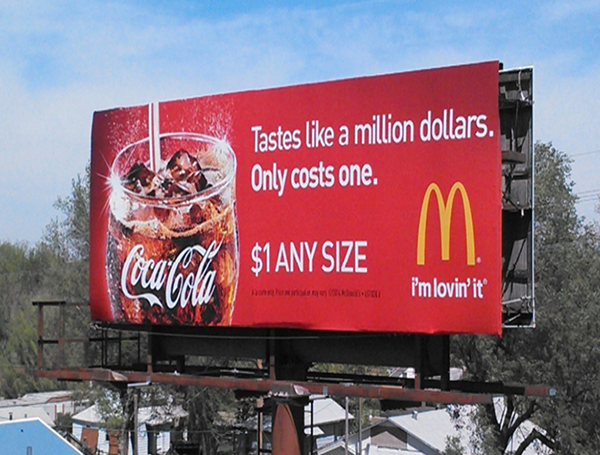 Tastes like a million dollars.
Only costs one.
Coca-Cola
$1 ANY SIZE
M
i'm lovin' it